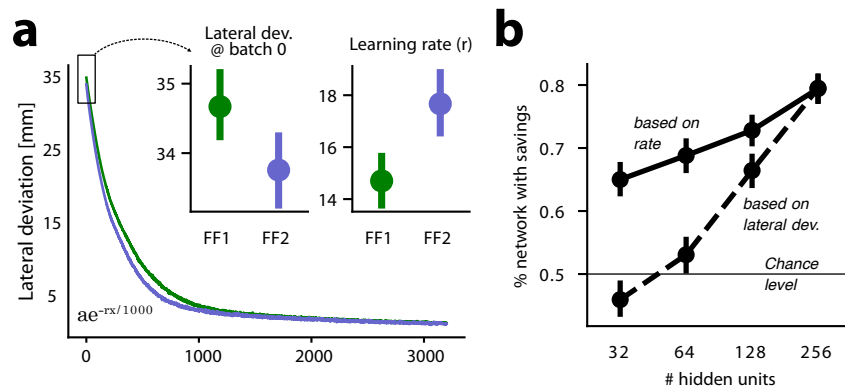 a
Lateral dev.
@ batch 0
35
34
FF1
FF2
Learning rate (r)
18
16
14
FF1
FF2
Lateral deviation [mm]
35
25
15
5
ae^-rx/1000
0
1000
2000
3000
b
% network with savings
0.8
0.7
0.6
0.5
based on
rate
based on
lateral dev.
Chance
level
32
64
128
256
# hidden units